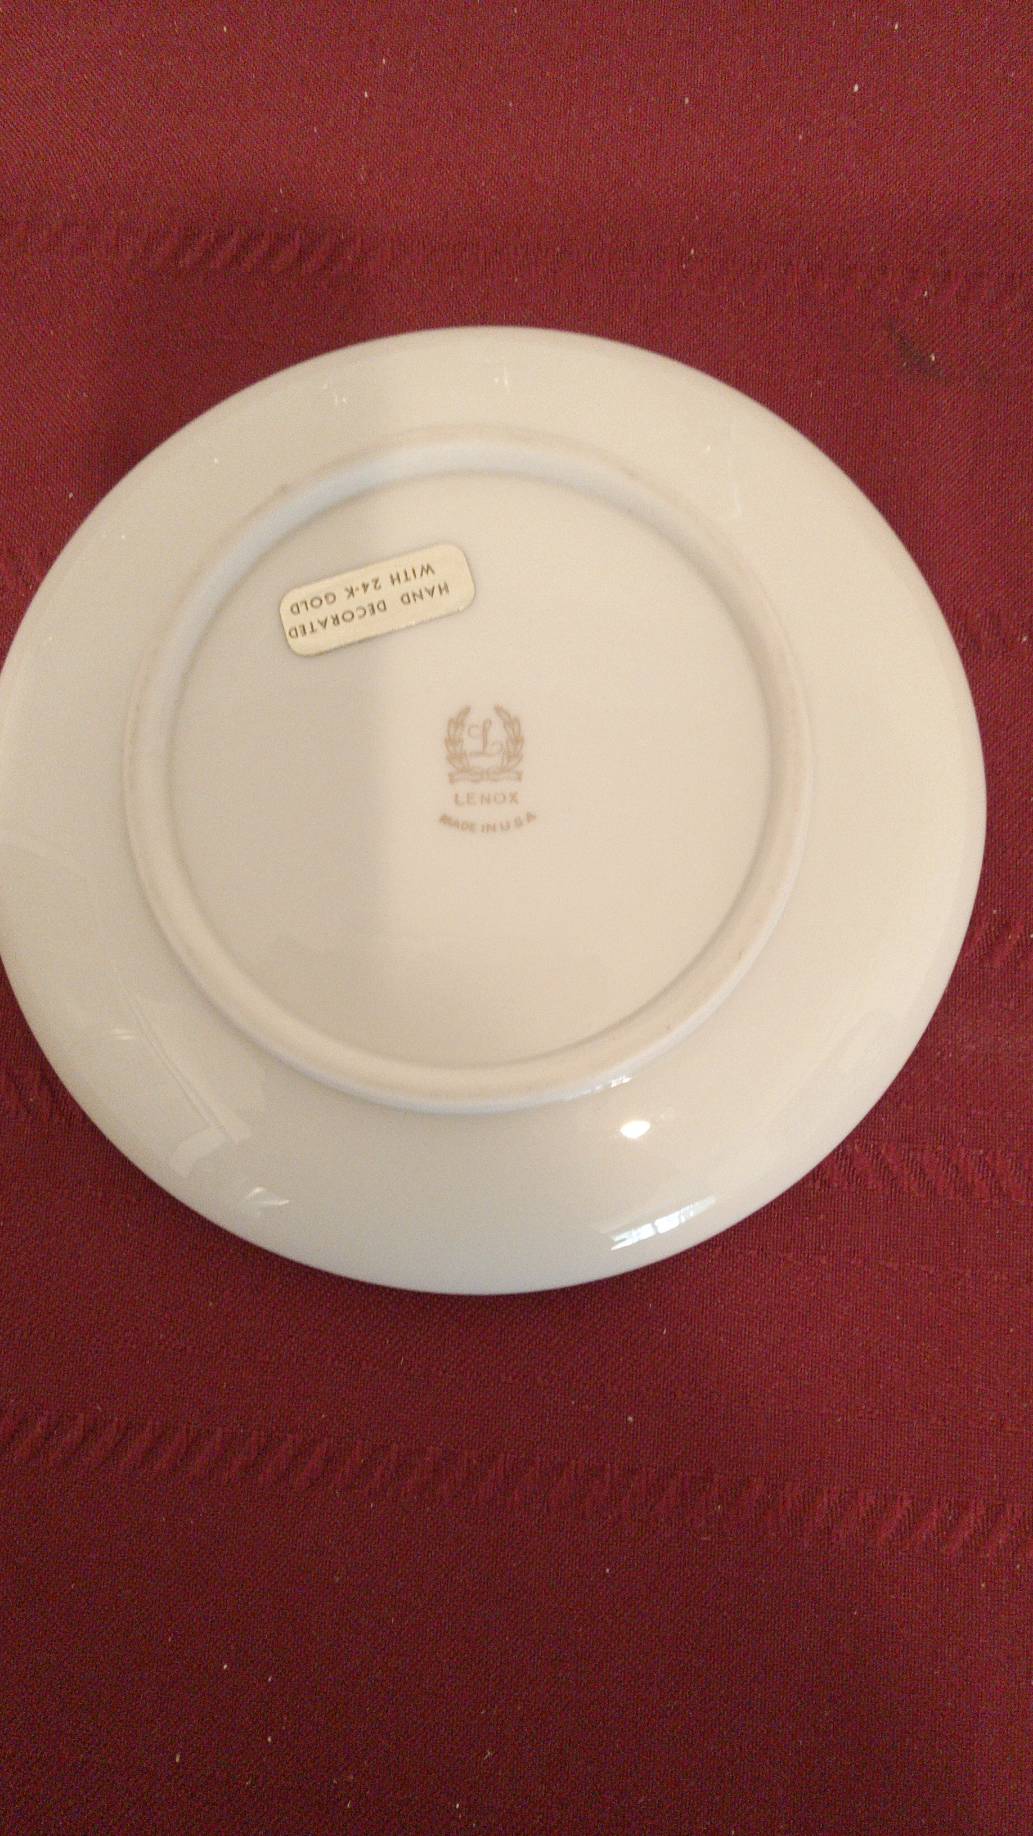 HAND DECORATED
WITH 24-K GOLD
L
LENOX
MADE IN U S A